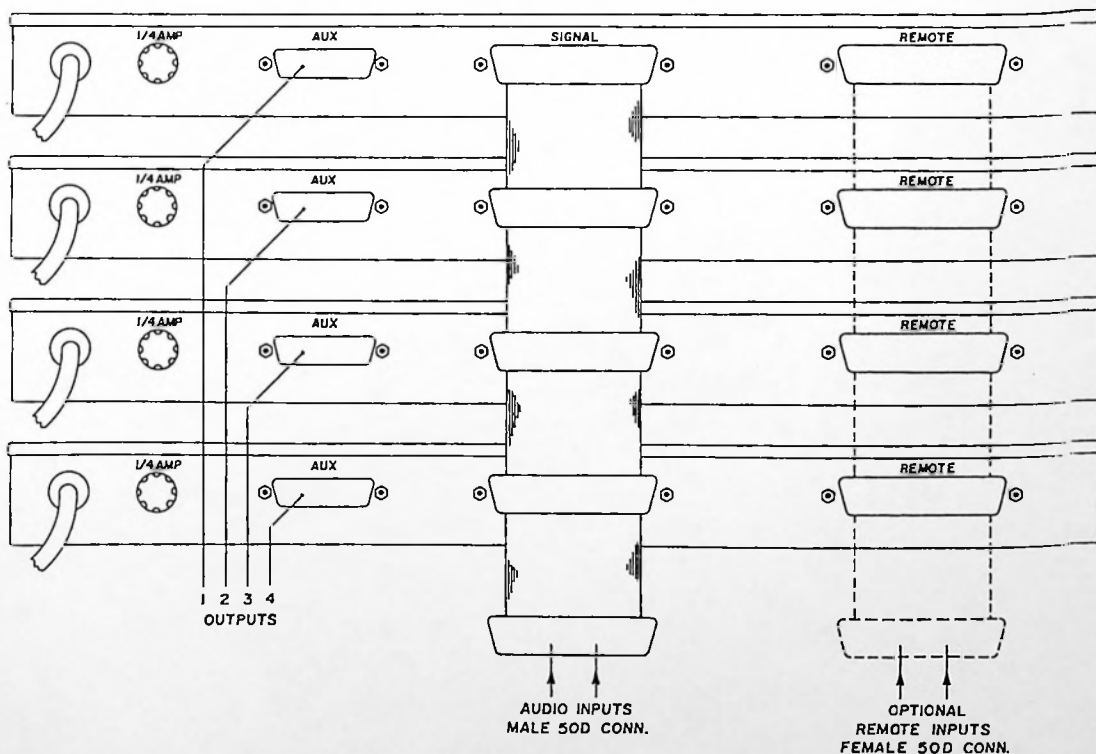 1/4 AMP
AUX
SIGNAL
REMOTE
1/4 AMP
AUX
REMOTE
1/4 AMP
AUX
REMOTE
1/4 AMP
AUX
REMOTE
1 2 3 4
OUTPUTS
AUDIO INPUTS
MALE 50D CONN.
OPTIONAL
REMOTE INPUTS
FEMALE 50D CONN.